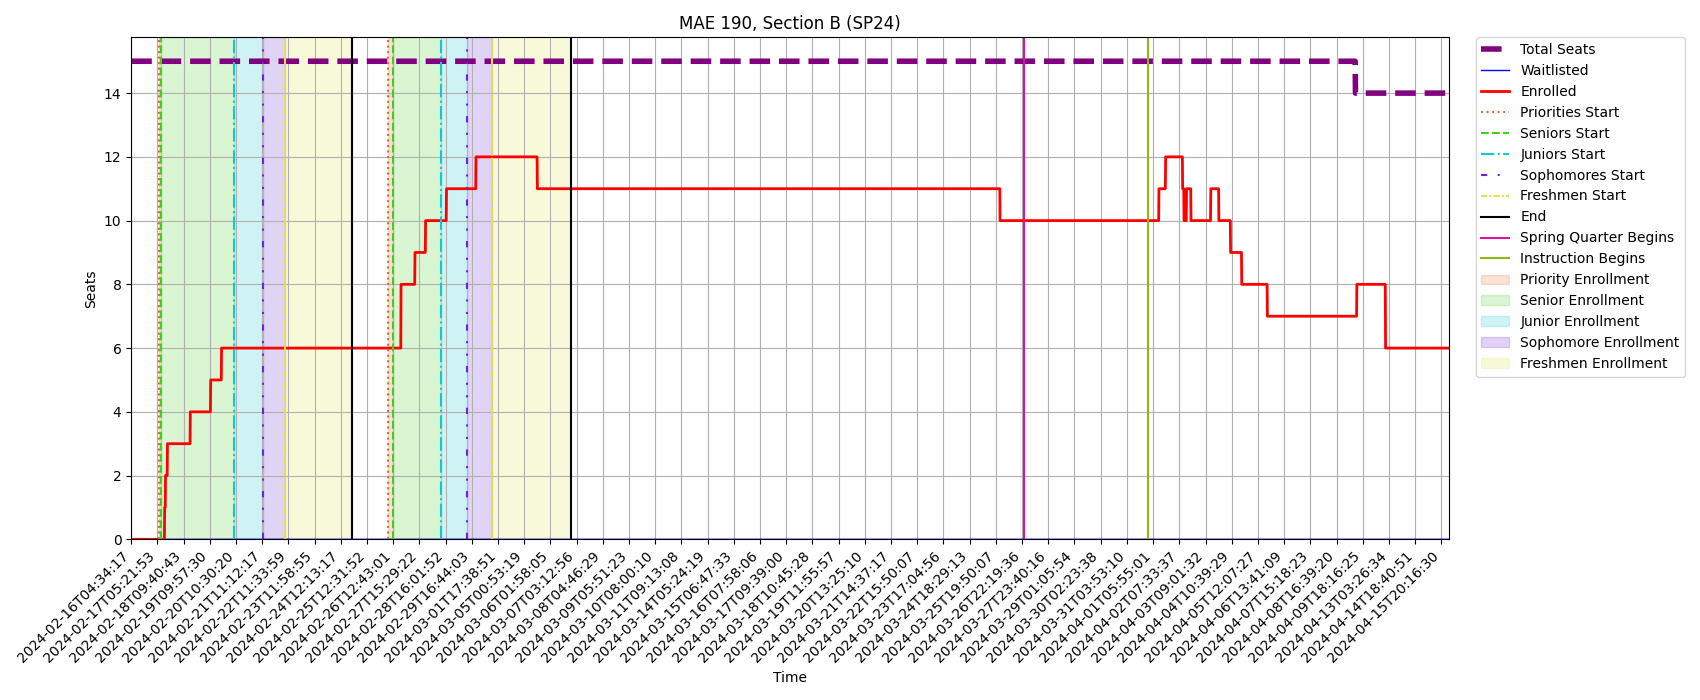 MAE 190, Section B (SP24)
Seats
14
12
10
8
6
4
2
0
2024-02-16T04:34:17
2024-02-17T05:21:53
2024-02-18T09:40:43
2024-02-19T09:57:30
2024-02-20T10:30:20
2024-02-21T11:12:17
2024-02-22T11:33:59
2024-02-23T11:58:55
2024-02-24T12:13:17
2024-02-25T12:31:52
2024-02-26T12:43:01
2024-02-27T15:29:22
2024-02-29T16:01:52
2024-02-29T16:44:03
2024-03-01T17:38:51
2024-03-05T00:53:19
2024-03-06T01:58:05
2024-03-07T03:12:56
2024-03-08T04:46:29
2024-03-09T05:51:23
2024-03-10T08:00:16
2024-03-11T09:13:08
2024-03-14T05:24:19
2024-03-15T06:47:33
2024-03-16T07:58:06
2024-03-17T09:39:00
2024-03-18T10:45:28
2024-03-19T11:55:57
2024-03-20T13:25:10
2024-03-21T14:37:17
2024-03-22T15:50:07
2024-03-23T17:04:56
2024-03-24T18:29:13
2024-03-25T19:50:07
2024-03-26T22:19:36
2024-03-27T23:40:16
2024-03-29T01:05:54
2024-03-30T02:23:38
2024-03-31T03:53:10
2024-04-01T05:55:01
2024-04-02T07:33:37
2024-04-03T09:01:32
2024-04-04T10:39:29
2024-04-05T12:07:27
2024-04-06T13:41:09
2024-04-07T15:18:23
2024-04-08T16:39:20
2024-04-09T18:16:25
2024-04-13T03:26:34
2024-04-14T18:40:51
2024-04-15T20:16:30
Time
Total Seats
Waitlisted
Enrolled
Priorities Start
Seniors Start
Juniors Start
Sophomores Start
Freshmen Start
End
Spring Quarter Begins
Instruction Begins
Priority Enrollment
Senior Enrollment
Junior Enrollment
Sophomore Enrollment
Freshmen Enrollment